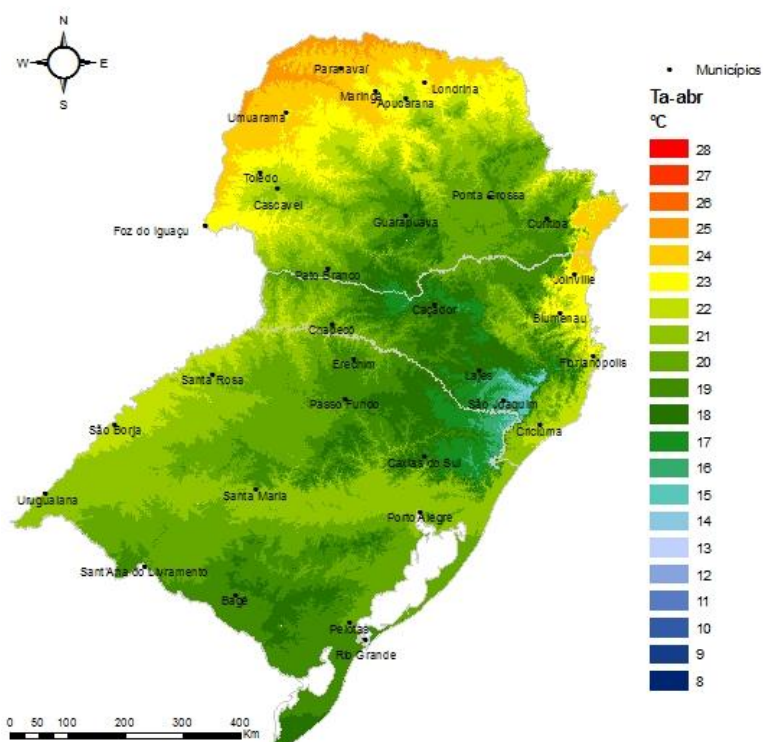 N
W E
S
Municípios
Ta-abr
ºC
28
27
26
25
24
23
22
21
20
19
18
17
16
15
14
13
12
11
10
9
8
Paranavaí
Londrina
Maringá
Apucarana
Umuarama
Toledo
Cascavel
Ponta Grossa
Guarapuava
Curitiba
Foz do Iguaçu
Pato Branco
Joinville
Caçador
Blumenau
Chapecó
Florianópolis
Erechim
Lajes
Santa Rosa
Passo Fundo
São Joaquim
São Borja
Criciúma
Caxias do Sul
Uruguaiana
Santa Maria
Porto Alegre
Sant'Ana do Livramento
Bagé
Pelotas
Rio Grande
0 50 100 200 300 400
Km